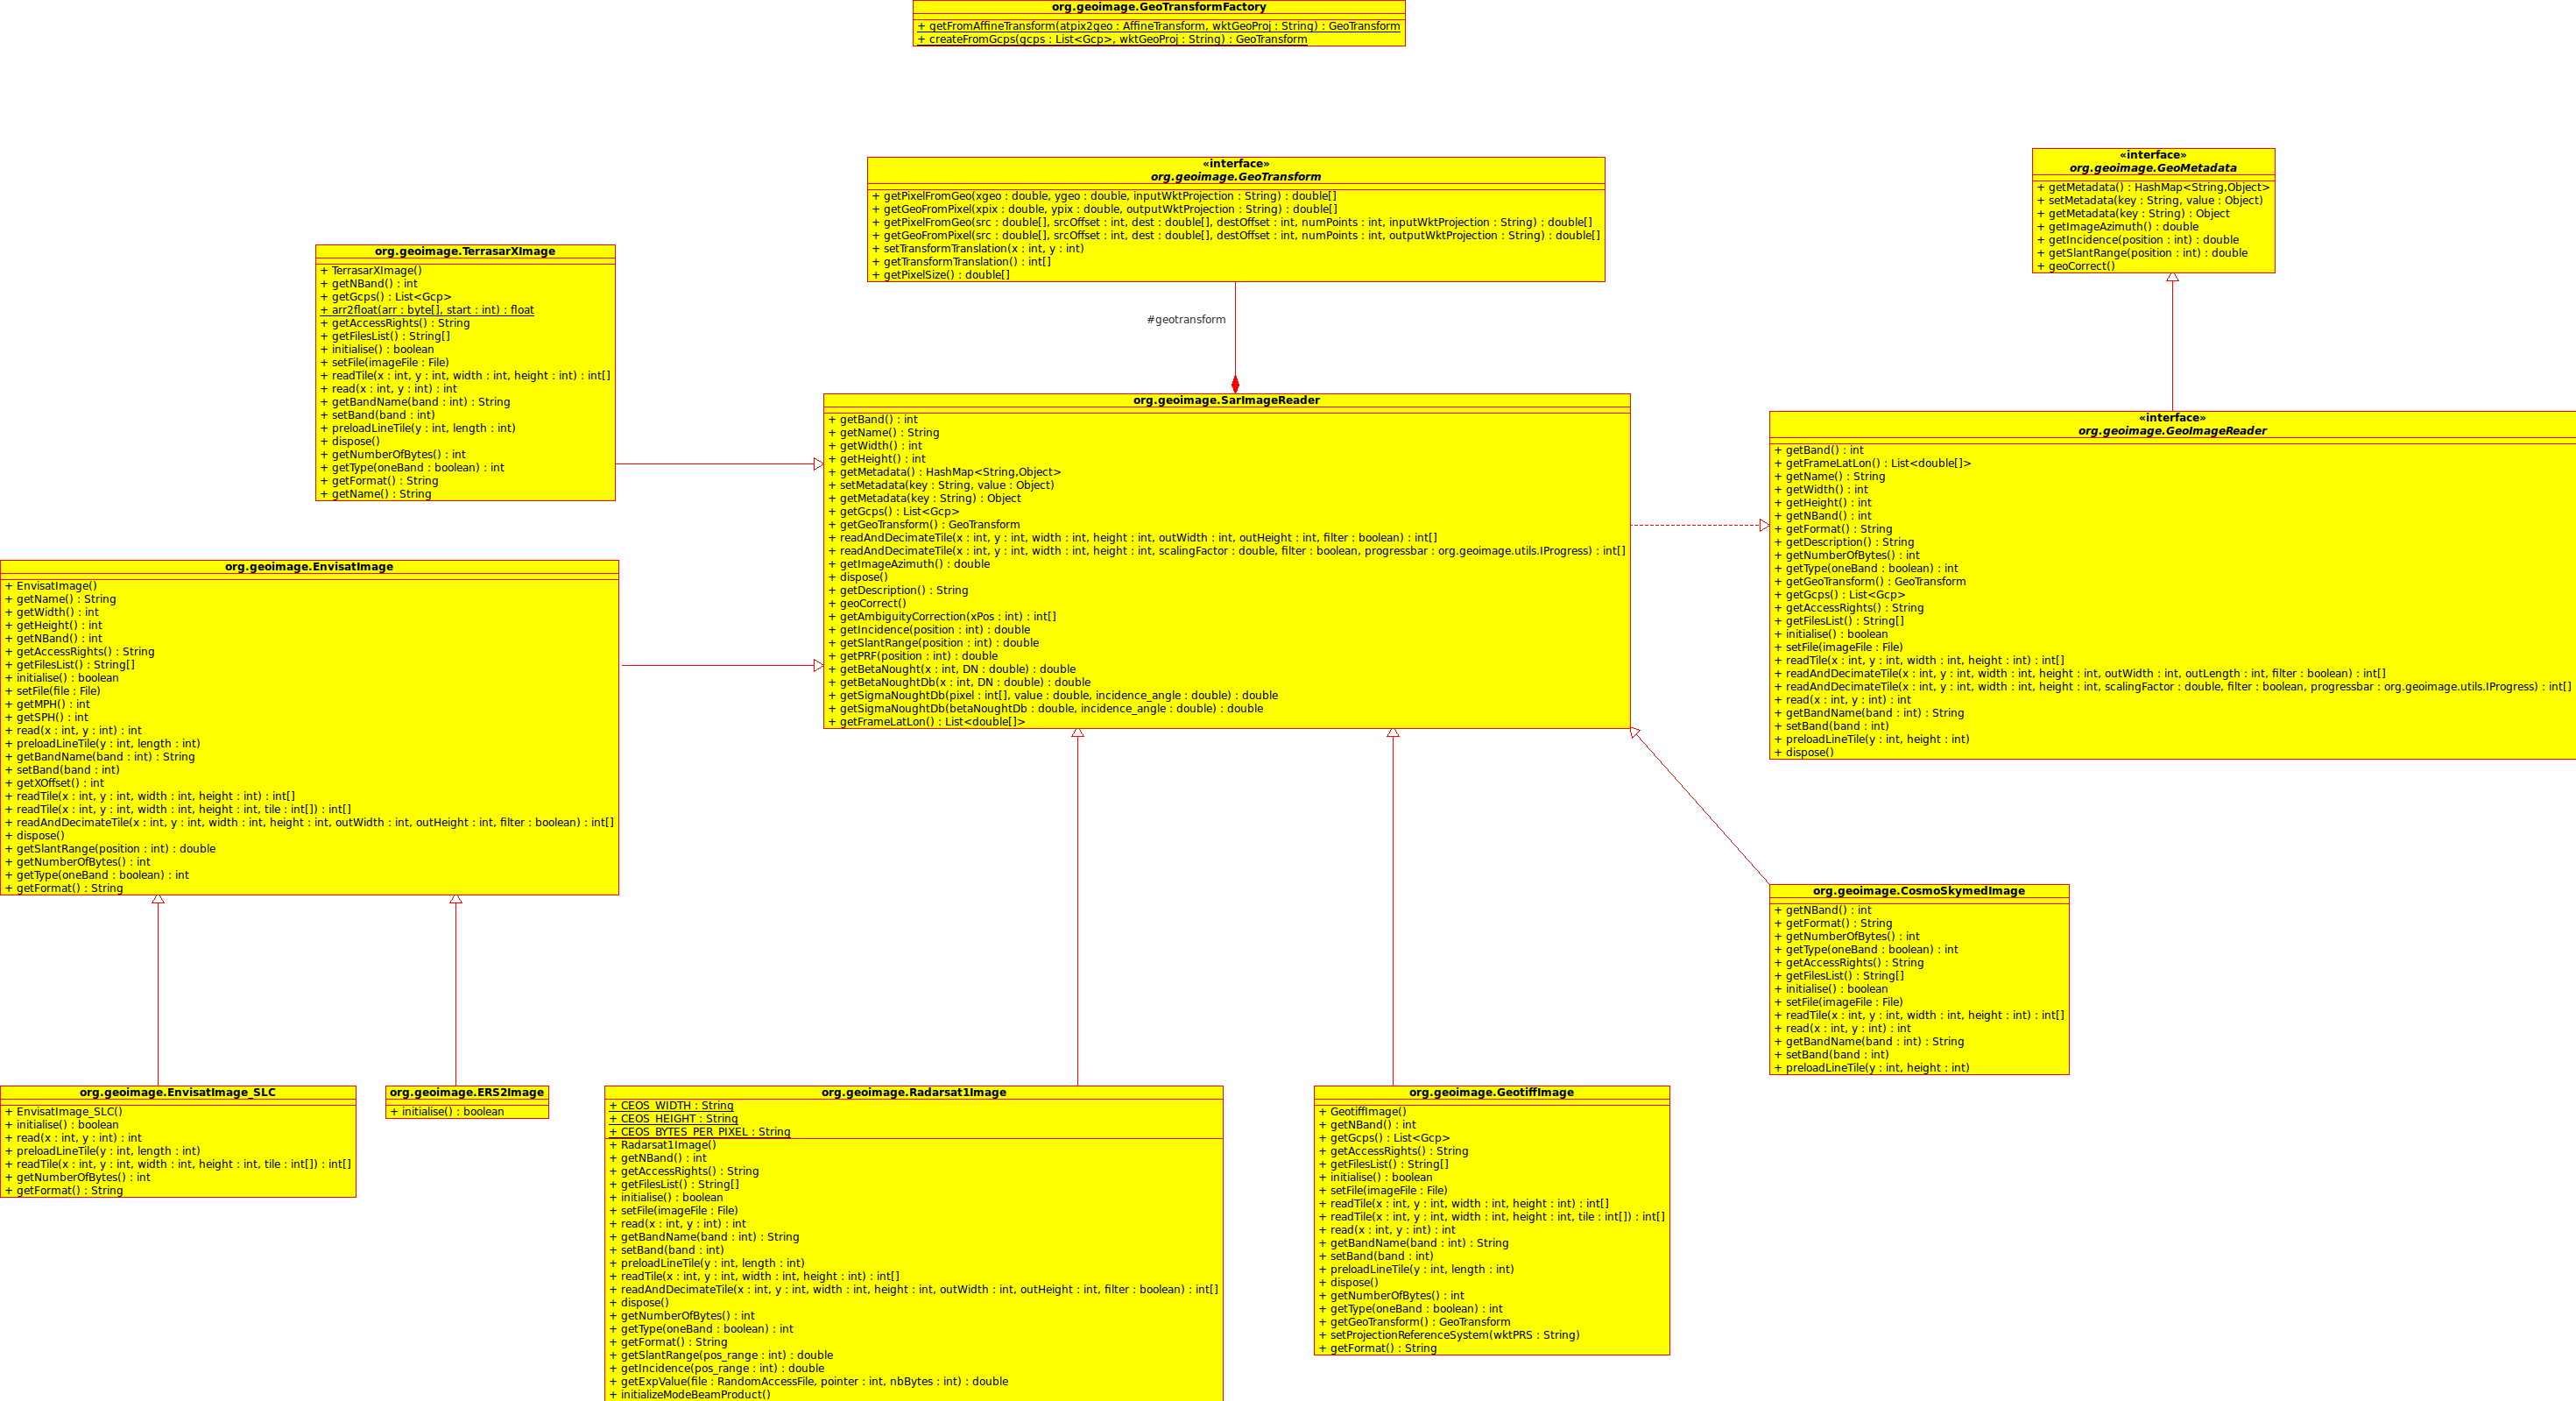 org.geoimage.GeoTransformFactory
+ getFromAffineTransform(atpix2geo : AffineTransform, wktGeoProj : String) : GeoTransform
+ createFromGcps(gcps : List<Gcp>, wktGeoProj : String) : GeoTransform
«interface»
org.geoimage.GeoTransform
+ getPixelFromGeo(xgeo : double, ygeo : double, inputWktProjection : String) : double[]
+ getGeoFromPixel(xpix : double, ypix : double, outputWktProjection : String) : double[]
+ getPixelFromGeo(src : double[], srcOffset : int, dest : double[], destOffset : int, numPoints : int, inputWktProjection : String) : double[]
+ getGeoFromPixel(src : double[], srcOffset : int, dest : double[], destOffset : int, numPoints : int, outputWktProjection : String) : double[]
+ setTransformTranslation(x : int, y : int)
+ getTransformTranslation() : int[]
+ getPixelSize() : double[]
«interface»
org.geoimage.GeoMetadata
+ getMetadata() : HashMap<String,Object>
+ setMetadata(key : String, value : Object)
+ getMetadata(key : String) : Object
+ getImageAzimuth() : double
+ getIncidence(position : int) : double
+ getSlantRange(position : int) : double
+ geoCorrect()
org.geoimage.TerrasarXImage
+ TerrasarXImage()
+ getNBand() : int
+ getGcps() : List<Gcp>
+ arr2float(arr : byte[], start : int) : float
+ getAccessRights() : String
+ getFilesList() : String[]
+ initialise() : boolean
+ setFile(imageFile : File)
+ readTile(x : int, y : int, width : int, height : int) : int[]
+ read(x : int, y : int) : int
+ getBandName(band : int) : String
+ setBand(band : int)
+ preloadLineTile(y : int, length : int)
+ dispose()
+ getNumberOfBytes() : int
+ getType(oneBand : boolean) : int
+ getFormat() : String
+ getName() : String
#geotransform
org.geoimage.SarImageReader
+ getBand() : int
+ getName() : String
+ getWidth() : int
+ getHeight() : int
+ getMetadata() : HashMap<String,Object>
+ setMetadata(key : String, value : Object)
+ getMetadata(key : String) : Object
+ getGcps() : List<Gcp>
+ getGeoTransform() : GeoTransform
+ readAndDecimateTile(x : int, y : int, width : int, height : int, outWidth : int, outHeight : int, filter : boolean) : int[]
+ readAndDecimateTile(x : int, y : int, width : int, height : int, scalingFactor : double, filter : boolean, progressbar : org.geoimage.utils.IProgress) : int[]
+ getImageAzimuth() : double
+ dispose()
+ getDescription() : String
+ geoCorrect()
+ getAmbiguityCorrection(xPos : int) : int[]
+ getIncidence(position : int) : double
+ getSlantRange(position : int) : double
+ getPRF(position : int) : double
+ getBetaNought(x : int, DN : double) : double
+ getBetaNoughtDb(x : int, DN : double) : double
+ getSigmaNoughtDb(pixel : int[], value : double, incidence_angle : double) : double
+ getSigmaNoughtDb(betaNoughtDb : double, incidence_angle : double) : double
+ getFrameLatLon() : List<double[]>
«interface»
org.geoimage.GeoImageReader
+ getBand() : int
+ getFrameLatLon() : List<double[]>
+ getName() : String
+ getWidth() : int
+ getHeight() : int
+ getNBand() : int
+ getFormat() : String
+ getDescription() : String
+ getNumberOfBytes() : int
+ getType(oneBand : boolean) : int
+ getGeoTransform() : GeoTransform
+ getGcps() : List<Gcp>
+ getAccessRights() : String
+ getFilesList() : String[]
+ initialise() : boolean
+ setFile(imageFile : File)
+ readTile(x : int, y : int, width : int, height : int) : int[]
+ readAndDecimateTile(x : int, y : int, width : int, height : int, outWidth : int, outLength : int, filter : boolean) : int[]
+ readAndDecimateTile(x : int, y : int, width : int, height : int, scalingFactor : double, filter : boolean, progressbar : org.geoimage.utils.IProgress) : int[]
+ read(x : int, y : int) : int
+ getBandName(band : int) : String
+ setBand(band : int)
+ preloadLineTile(y : int, height : int)
+ dispose()
org.geoimage.EnvisatImage
+ EnvisatImage()
+ getName() : String
+ getWidth() : int
+ getHeight() : int
+ getNBand() : int
+ getAccessRights() : String
+ getFilesList() : String[]
+ initialise() : boolean
+ setFile(file : File)
+ getMPH() : int
+ getSPH() : int
+ read(x : int, y : int) : int
+ preloadLineTile(y : int, length : int)
+ getBandName(band : int) : String
+ setBand(band : int)
+ getXOffset() : int
+ readTile(x : int, y : int, width : int, height : int) : int[]
+ readTile(x : int, y : int, width : int, height : int, tile : int[]) : int[]
+ readAndDecimateTile(x : int, y : int, width : int, height : int, outWidth : int, outHeight : int, filter : boolean) : int[]
+ dispose()
+ getSlantRange(position : int) : double
+ getNumberOfBytes() : int
+ getType(oneBand : boolean) : int
+ getFormat() : String
org.geoimage.CosmoSkymedImage
+ getNBand() : int
+ getFormat() : String
+ getNumberOfBytes() : int
+ getType(oneBand : boolean) : int
+ getAccessRights() : String
+ getFilesList() : String[]
+ initialise() : boolean
+ setFile(imageFile : File)
+ readTile(x : int, y : int, width : int, height : int) : int[]
+ read(x : int, y : int) : int
+ getBandName(band : int) : String
+ setBand(band : int)
+ preloadLineTile(y : int, height : int)
org.geoimage.EnvisatImage_SLC
+ EnvisatImage_SLC()
+ initialise() : boolean
+ read(x : int, y : int) : int
+ preloadLineTile(y : int, length : int)
+ readTile(x : int, y : int, width : int, height : int, tile : int[]) : int[]
+ getNumberOfBytes() : int
+ getFormat() : String
org.geoimage.ERS2Image
+ initialise() : boolean
org.geoimage.Radarsat1Image
+ CEOS_WIDTH : String
+ CEOS_HEIGHT : String
+ CEOS_BYTES_PER_PIXEL : String
+ Radarsat1Image()
+ getNBand() : int
+ getAccessRights() : String
+ getFilesList() : String[]
+ initialise() : boolean
+ setFile(imageFile : File)
+ read(x : int, y : int) : int
+ getBandName(band : int) : String
+ setBand(band : int)
+ preloadLineTile(y : int, length : int)
+ readTile(x : int, y : int, width : int, height : int) : int[]
+ readAndDecimateTile(x : int, y : int, width : int, height : int, outWidth : int, outHeight : int, filter : boolean) : int[]
+ dispose()
+ getNumberOfBytes() : int
+ getType(oneBand : boolean) : int
+ getFormat() : String
+ getSlantRange(pos_range : int) : double
+ getIncidence(pos_range : int) : double
+ getExpValue(file : RandomAccessFile, pointer : int, nbBytes : int) : double
+ initializeModeBeamProduct()
org.geoimage.GeotiffImage
+ GeotiffImage()
+ getNBand() : int
+ getGcps() : List<Gcp>
+ getAccessRights() : String
+ getFilesList() : String[]
+ initialise() : boolean
+ setFile(imageFile : File)
+ readTile(x : int, y : int, width : int, height : int) : int[]
+ readTile(x : int, y : int, width : int, height : int, tile : int[]) : int[]
+ read(x : int, y : int) : int
+ getBandName(band : int) : String
+ setBand(band : int)
+ preloadLineTile(y : int, length : int)
+ dispose()
+ getNumberOfBytes() : int
+ getType(oneBand : boolean) : int
+ getGeoTransform() : GeoTransform
+ setProjectionReferenceSystem(wktPRS : String)
+ getFormat() : String